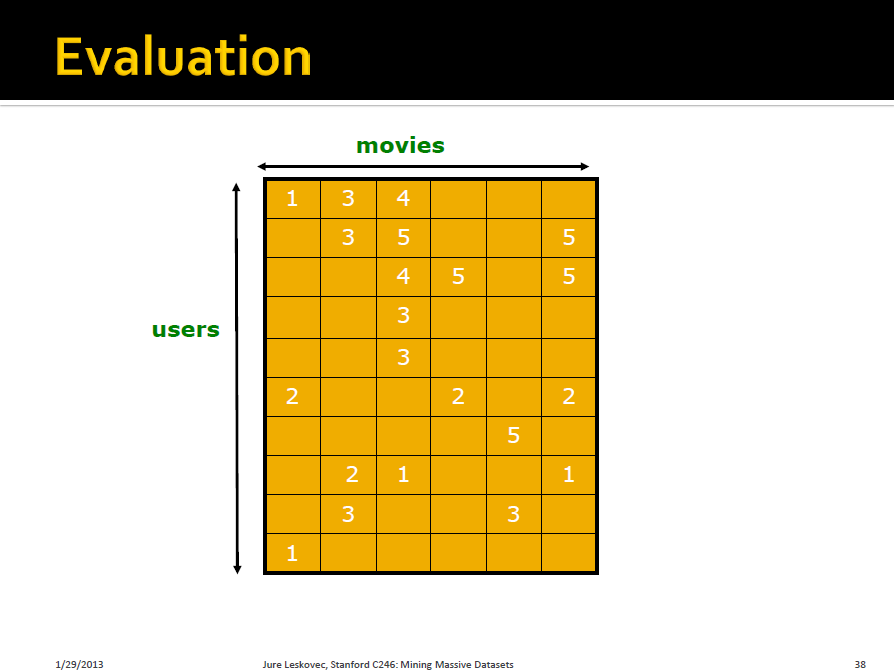 Evaluation
movies
users
1 3 4
3 5 5
4 5 5
3
3
2 2 2
5
2 1 1
3 3
1
1/29/2013
Jure Leskovec, Stanford C246: Mining Massive Datasets
38